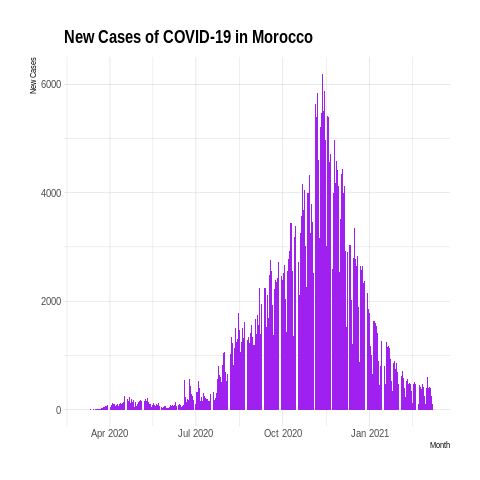 New Cases of COVID-19 in Morocco
New Cases
6000
4000
2000
0
Apr 2020 Jul 2020 Oct 2020 Jan 2021
Month